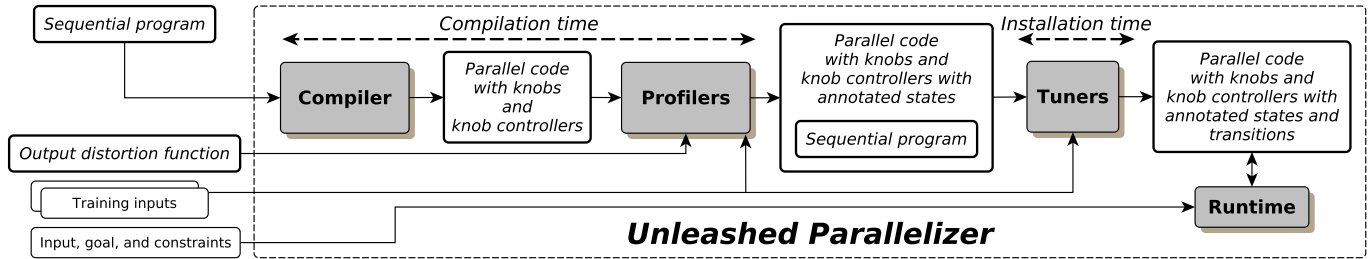 Sequential program
Compilation time
Installation time
Compiler
Parallel code
with knobs
and
knob controllers
Profilers
Parallel code
with knobs and
knob controllers with
annotated states
Sequential program
Tuners
Parallel code
with knobs and
knob controllers with
annotated states and
transitions
Output distortion function
Training inputs
Input, goal, and constraints
Runtime
Unleashed Parallelizer